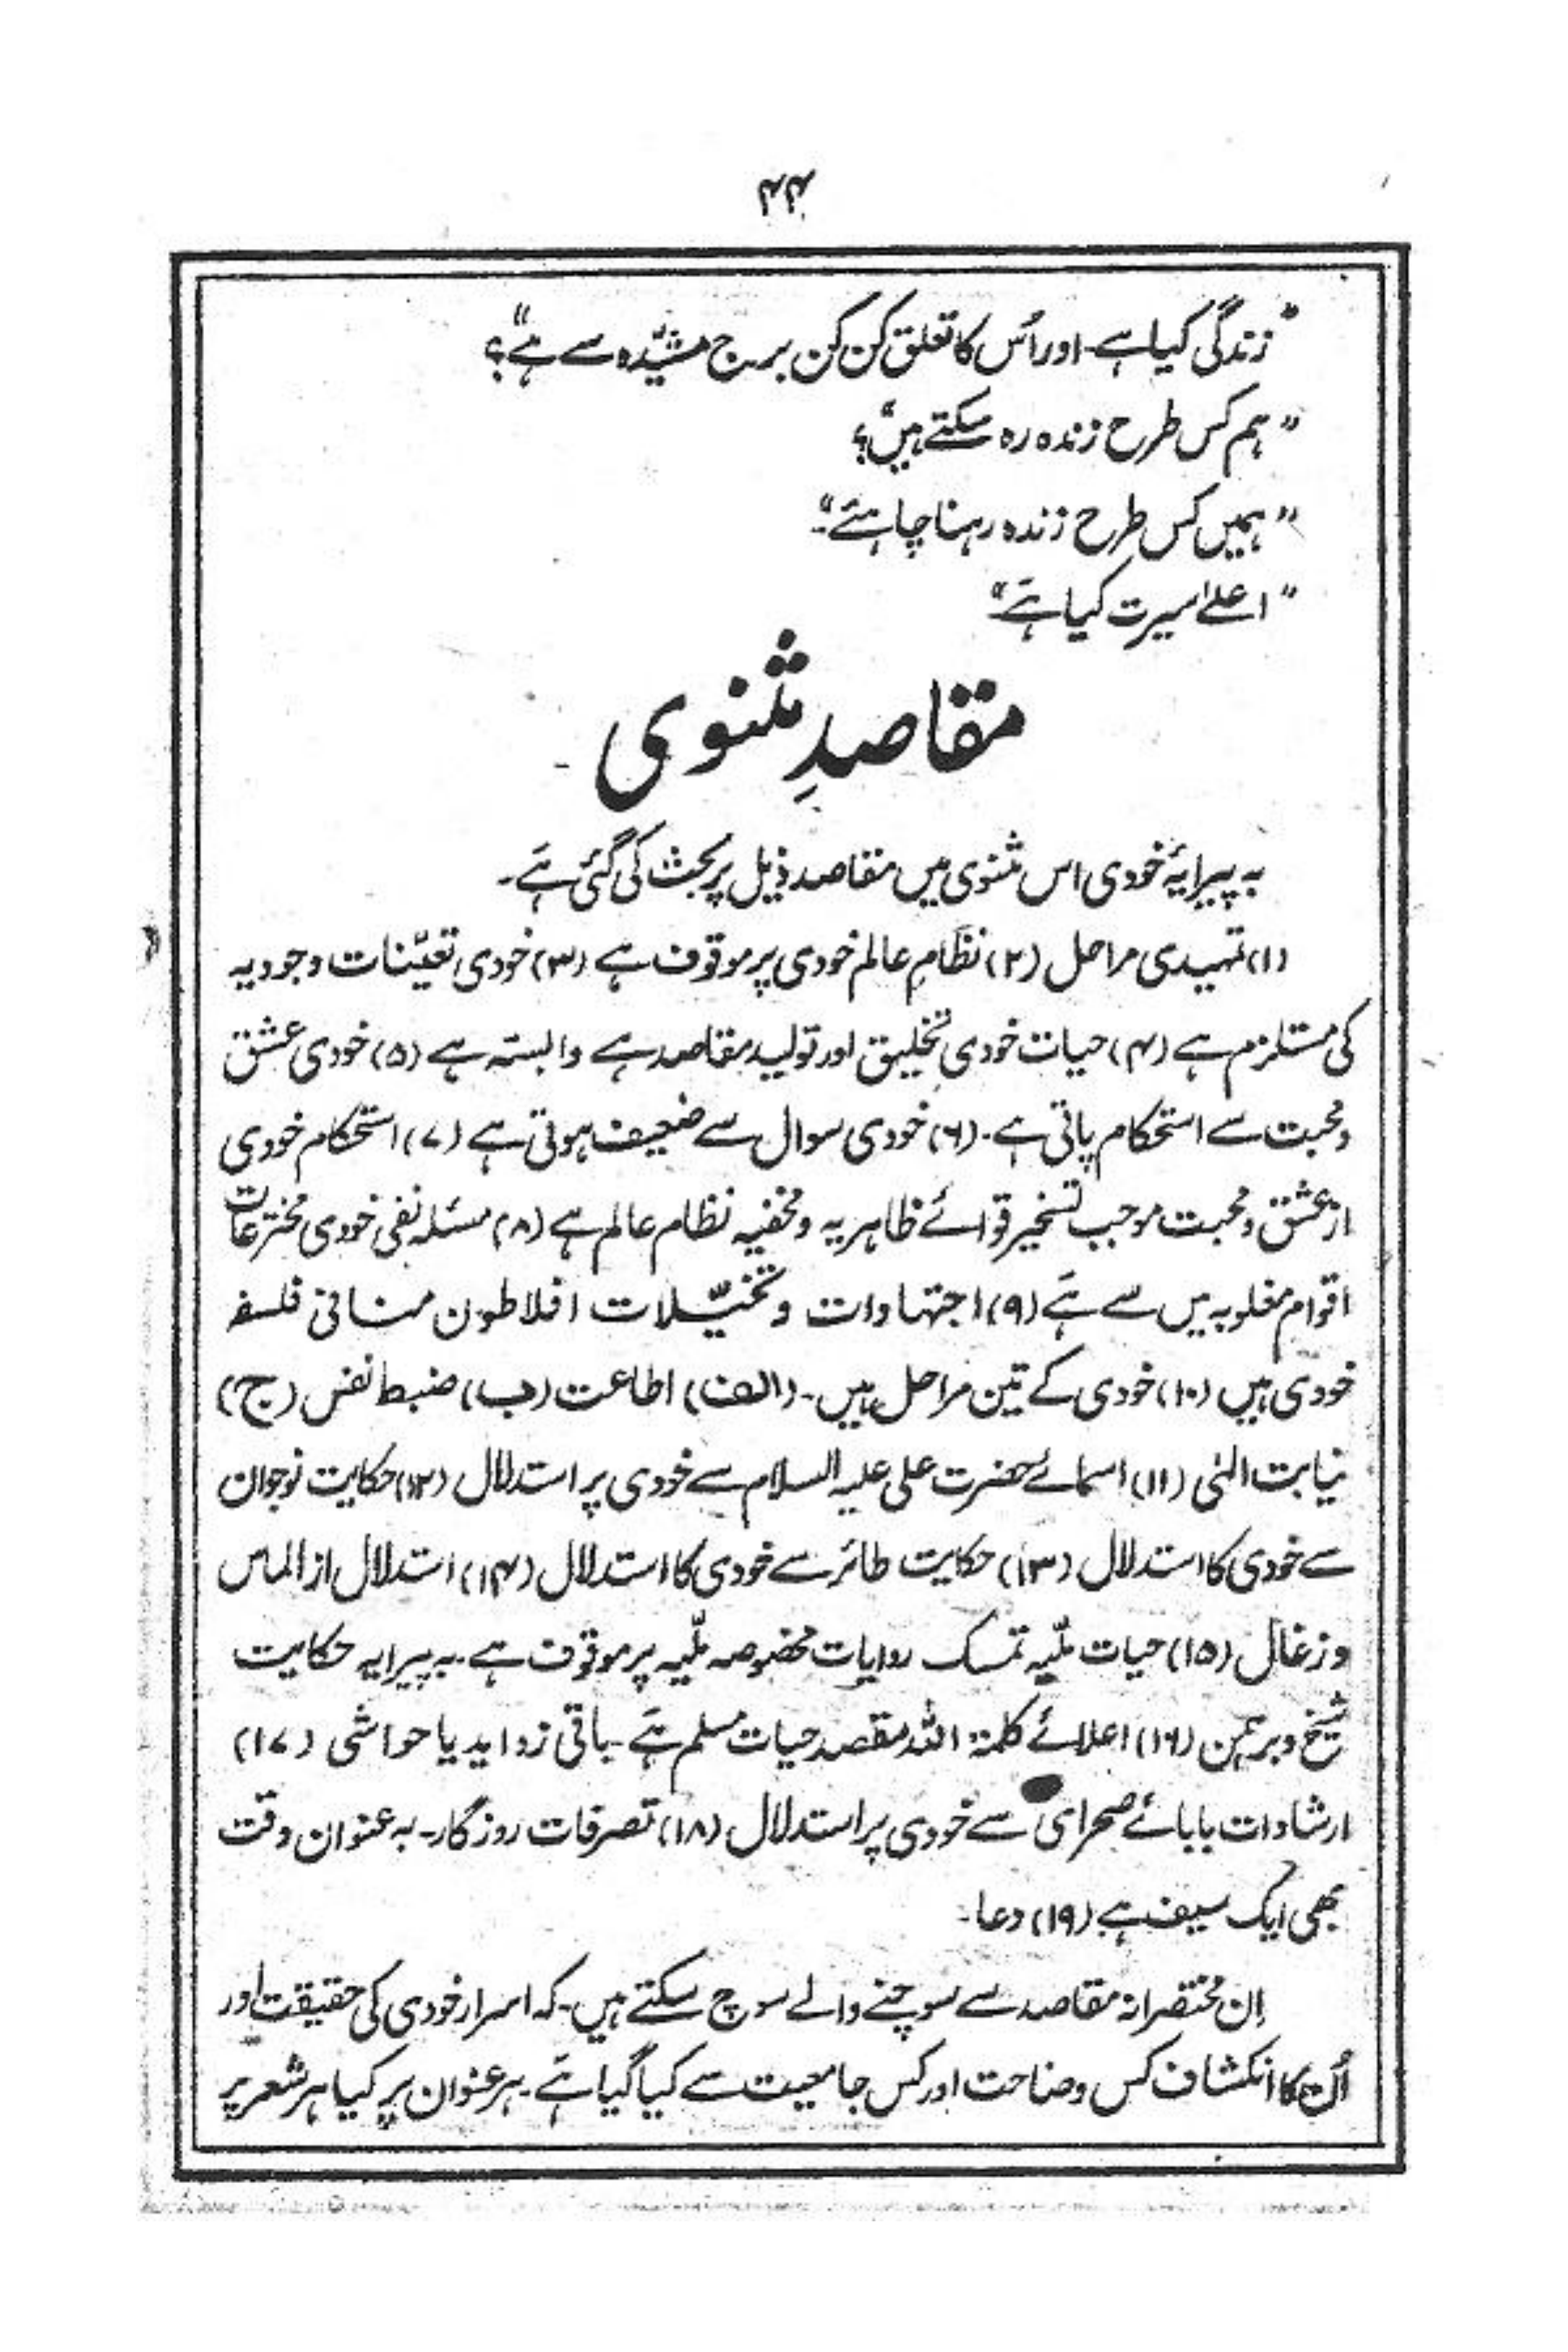 ۴۴
"زندگی کیا ہے۔ اور اُس کا تعلق کن کن بروج مشیّدہ سے ہے"؟
"ہم کس طرح زندہ رہ سکتے ہیں"؟
"ہمیں کس طرح زندہ رہنا چاہئے"۔
"اعلےٰ سیرت کیا ہے"
مقاصدِ مثنوی
بہ پیرایۂ خودی اس مثنوی میں مقاصد ذیل پر بحث کی گئی ہے۔
(۱) تمہیدی مراحل (۲) نظامِ عالم خودی پر موقوف ہے (۳) خودی تعیّنات وجودیہ
کی مستلزم ہے (۴) حیات خودی تخلیق اور تولید مقاصد سے وابستہ ہے (۵) خودی عشق
و محبت سے استحکام پاتی ہے۔ (۶) خودی سوال سے ضعیف ہوتی ہے (۷) استحکام خودی
از عشق و محبت موجب تسخیر قوائے ظاہریہ و مخفیہ نظام عالم ہے (۸) مسئلہ نفی خودی مخترعات
اقوام مغلوبہ میں سے ہے (۹) اجتہادات و تخیّلات افلاطون منافی فلسفہ
خودی ہیں (۱۰) خودی کے تین مراحل ہیں۔ (الف) اطاعت (ب) ضبط نفس (ج)
نیابت الٰہی (۱۱) اسمائے حضرت علی علیہ السلام سے خودی پر استدلال (۱۲) حکایت نوجوان
سے خودی کا استدلال (۱۳) حکایت طائر سے خودی کا استدلال (۱۴) استدلال از الماس
و زغال (۱۵) حیات ملّیہ تمسک روایات مخصوصہ ملّیہ پر موقوف ہے۔ بہ پیرایہ حکایت
شیخ و برہمن (۱۶) اعلائے کلمۃ اللہ مقصد حیات مسلم ہے۔ باقی زواید یا حواشی (۱۷)
ارشادات بابائے صحرای سے خودی پر استدلال (۱۸) تصرفات روزگار۔ بہ عنوان وقت
بھی ایک سیف ہے (۱۹) دعا۔
اِن مختصرانہ مقاصد سے سوچنے والے سوچ سکتے ہیں۔ کہ اسرار خودی کی حقیقت اور
اُن کا انکشاف کس وضاحت اور کس جامعیت سے کیا گیا ہے۔ ہر عنوان پر کیا ہر شعر پر